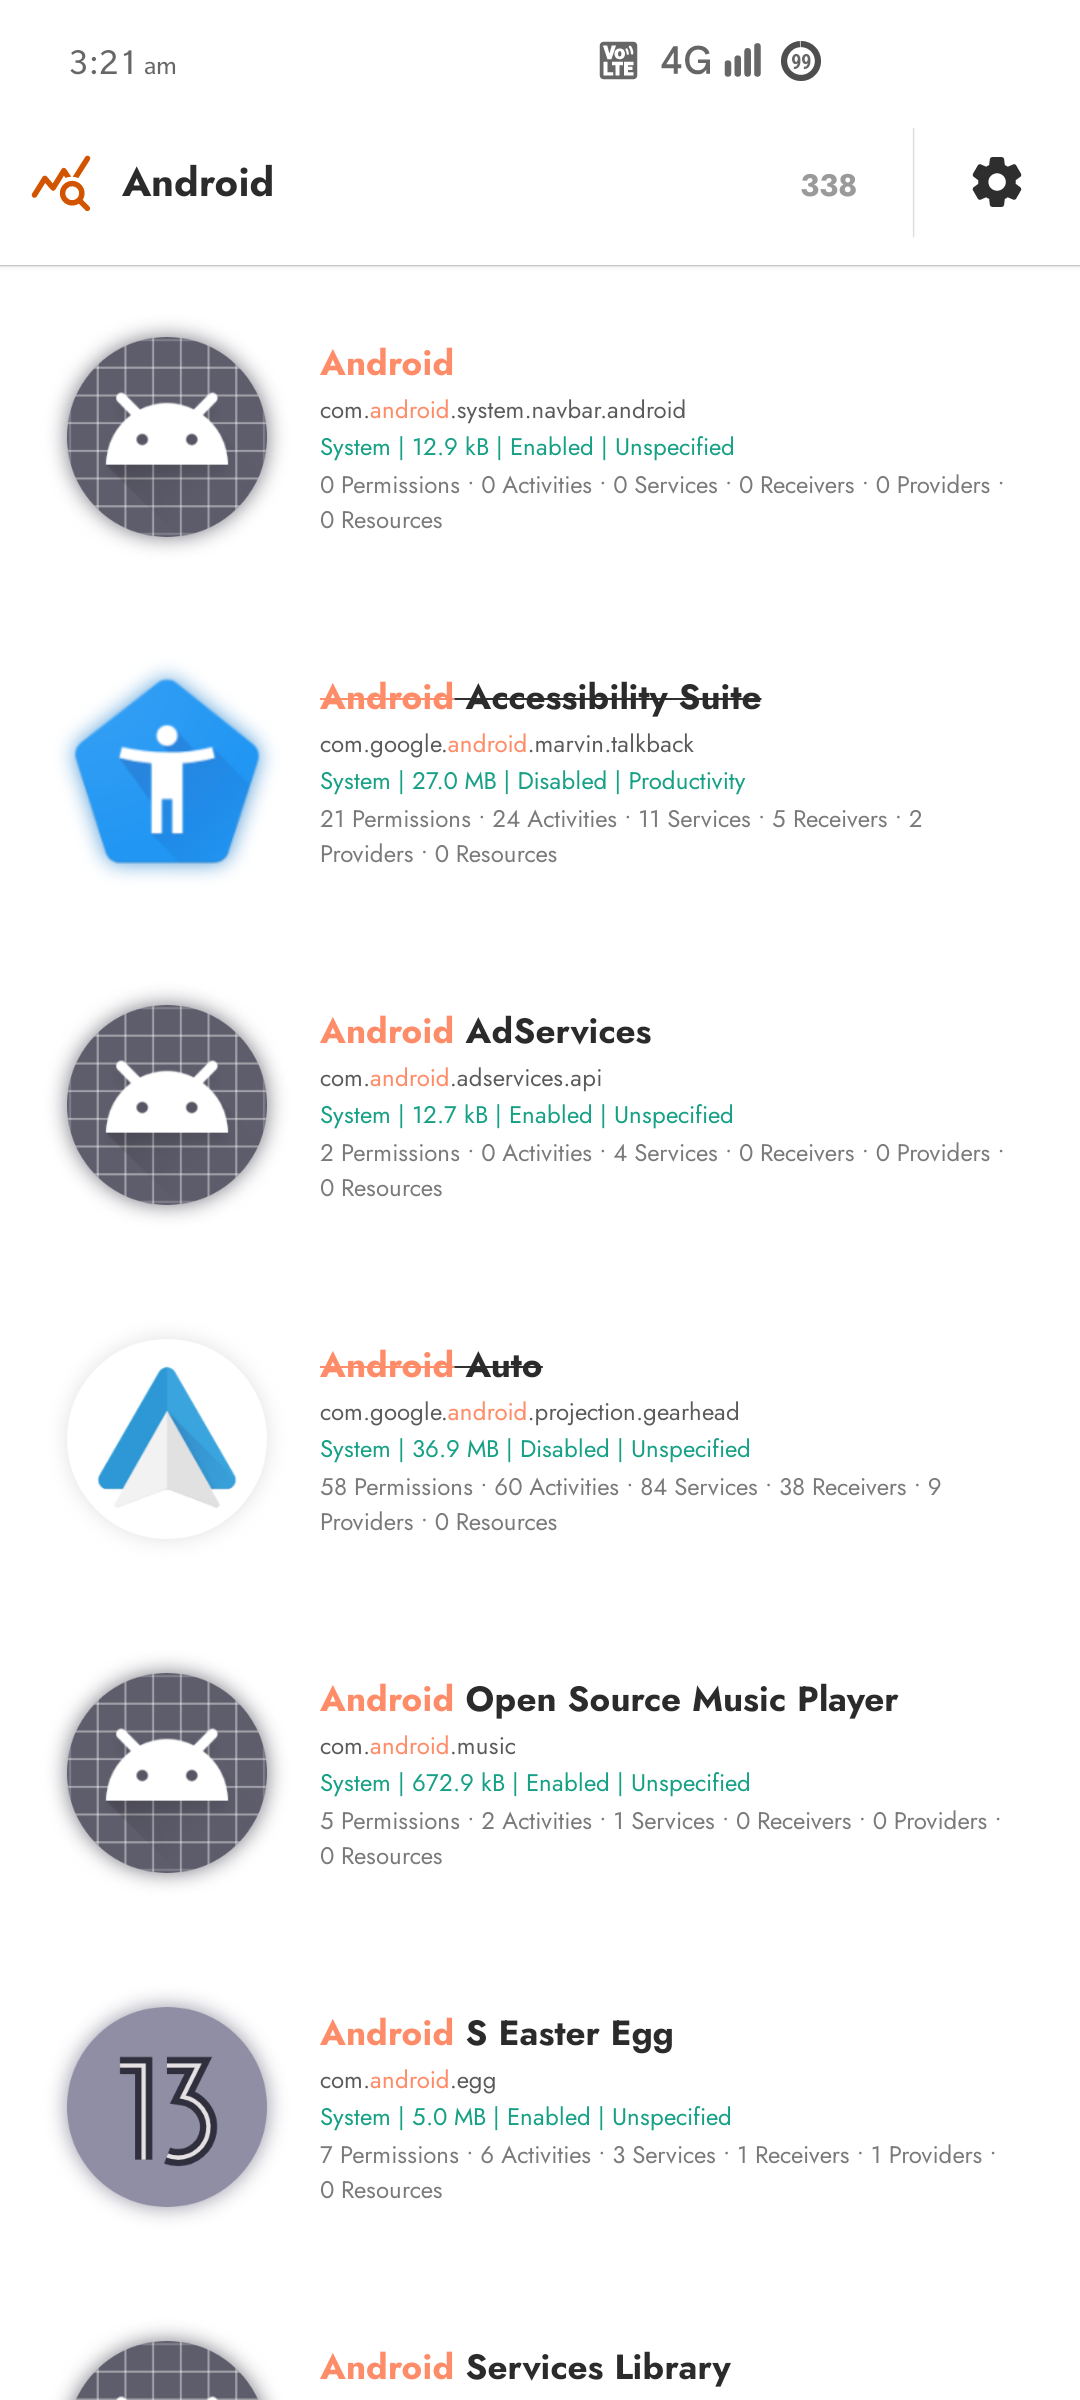 3:21 am
Vo LTE 4G 99
Android
338
Android
com.android.system.navbar.android
System | 12.9 kB | Enabled | Unspecified
0 Permissions · 0 Activities · 0 Services · 0 Receivers · 0 Providers ·
0 Resources
Android Accessibility Suite
com.google.android.marvin.talkback
System | 27.0 MB | Disabled | Productivity
21 Permissions · 24 Activities · 11 Services · 5 Receivers · 2
Providers · 0 Resources
Android AdServices
com.android.adservices.api
System | 12.7 kB | Enabled | Unspecified
2 Permissions · 0 Activities · 4 Services · 0 Receivers · 0 Providers ·
0 Resources
Android Auto
com.google.android.projection.gearhead
System | 36.9 MB | Disabled | Unspecified
58 Permissions · 60 Activities · 84 Services · 38 Receivers · 9
Providers · 0 Resources
Android Open Source Music Player
com.android.music
System | 672.9 kB | Enabled | Unspecified
5 Permissions · 2 Activities · 1 Services · 0 Receivers · 0 Providers ·
0 Resources
13
Android S Easter Egg
com.android.egg
System | 5.0 MB | Enabled | Unspecified
7 Permissions · 6 Activities · 3 Services · 1 Receivers · 1 Providers ·
0 Resources
Android Services Library